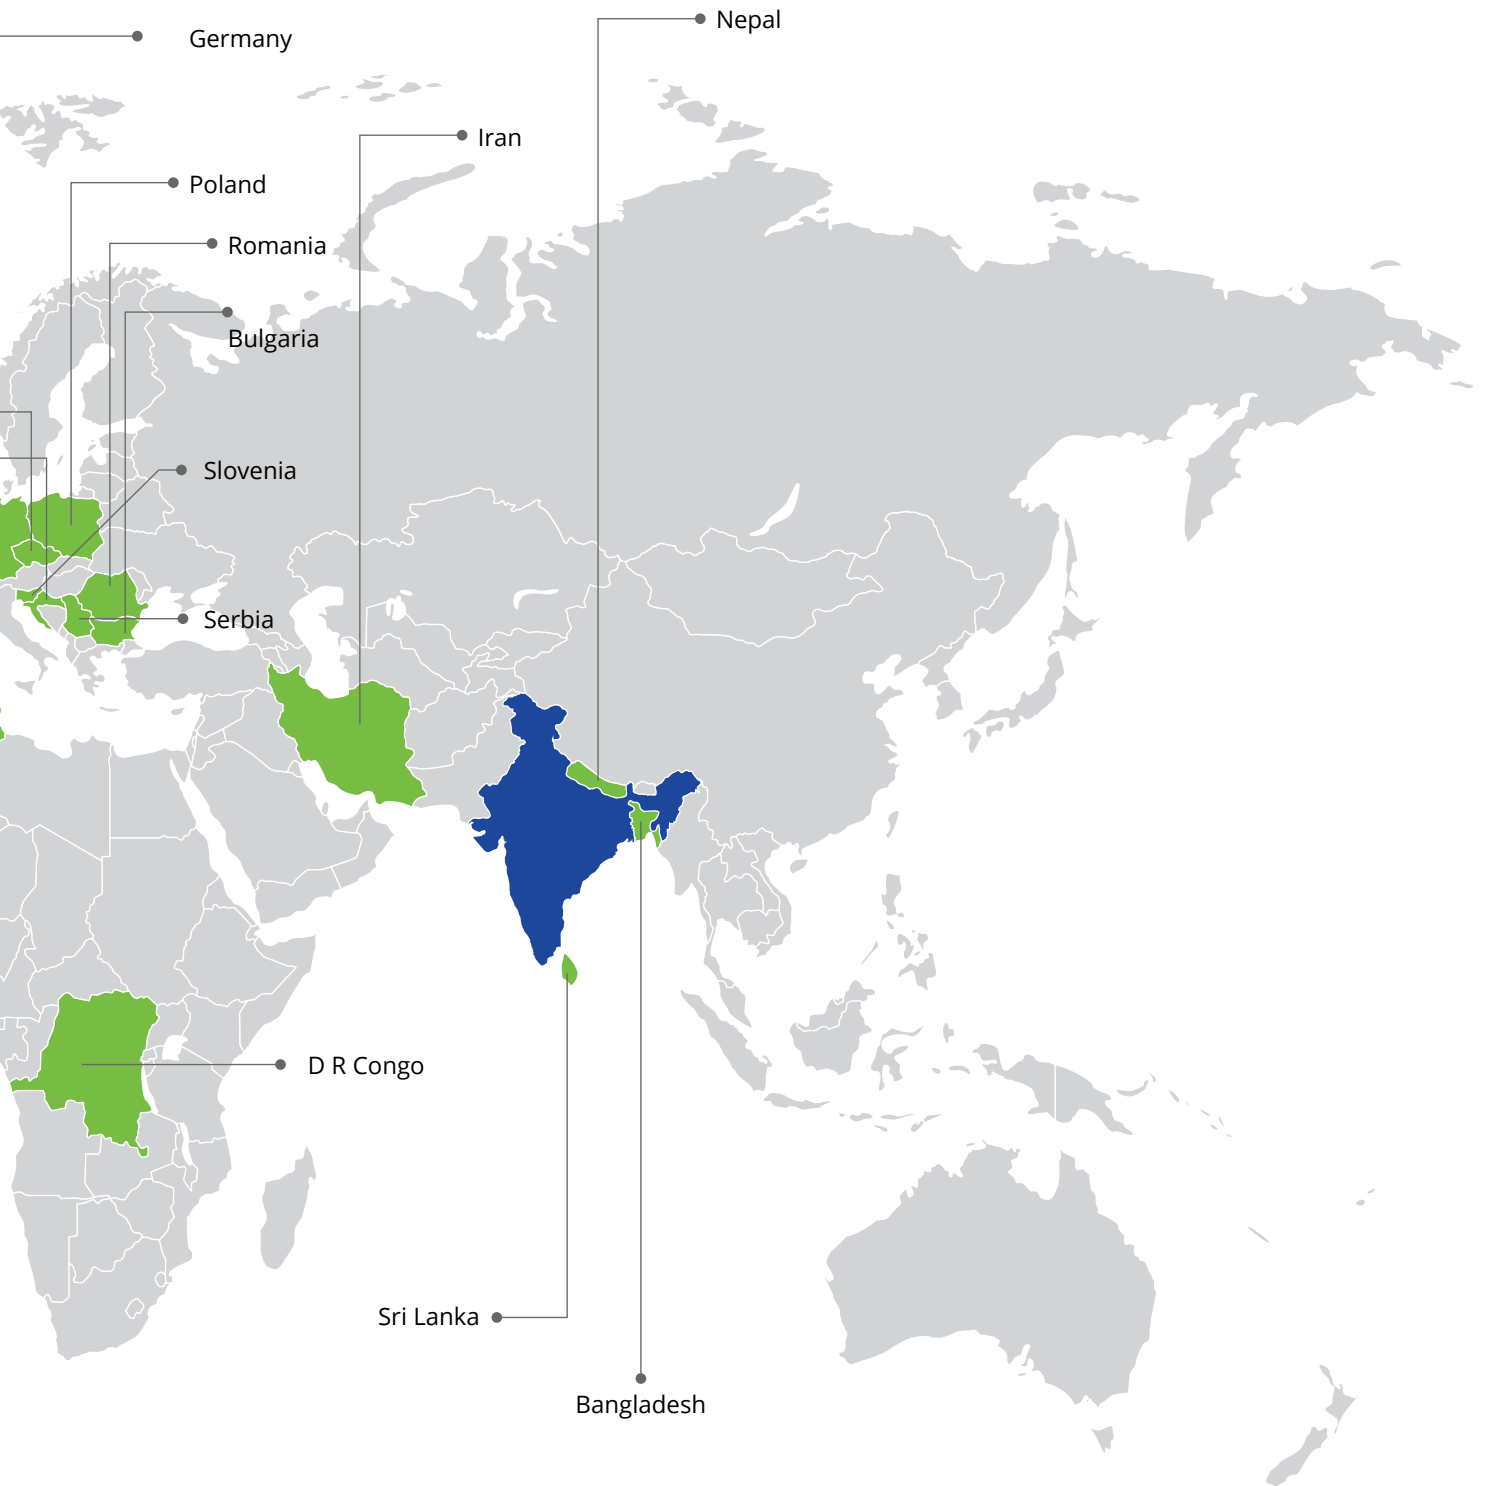 Nepal
Germany
Iran
Poland
Romania
Bulgaria
Slovenia
Serbia
D R Congo
Sri Lanka
Bangladesh